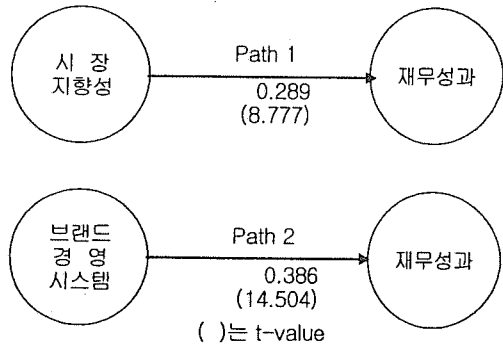 시 장
지향성
Path 1
0.289
(8.777)
재무성과
브랜드
경 영
시스템
Path 2
0.386
(14.504)
재무성과
( )는 t-value